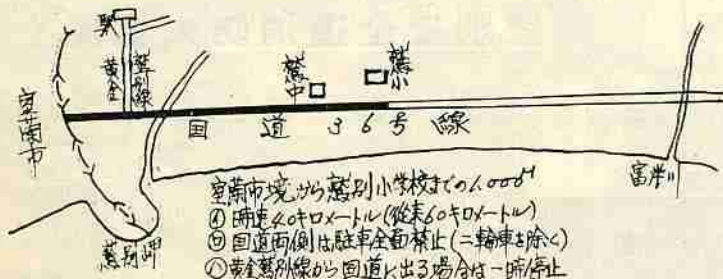 駅
黄金
鷲別線
室蘭市
鷲中
鷲小
国道36号線
富岸川
鷲別岬
室蘭市境から鷲別小学校までの1,000m
㋑時速40キロメートル(従来60キロメートル)
㋺国道両側は駐車全面禁止(二輪車を除く)
㋩黄金鷲別線から国道に出る場合は一時停止